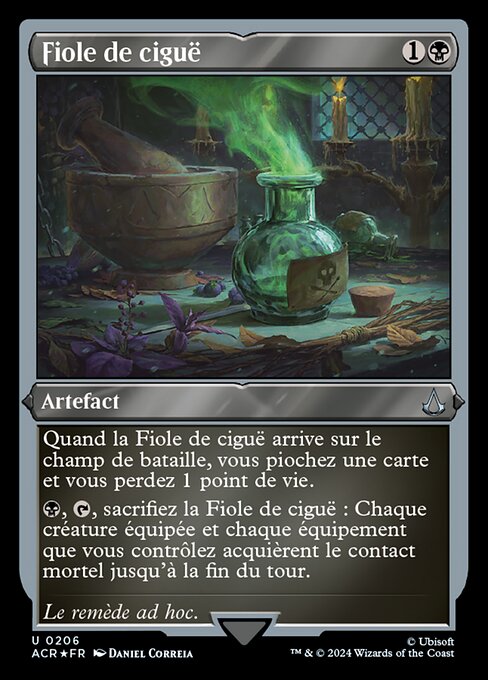 Fiole de ciguë
1
Artefact
Quand la Fiole de ciguë arrive sur le
champ de bataille, vous piochez une carte
et vous perdez 1 point de vie.
, , sacrifiez la Fiole de ciguë : Chaque
créature équipée et chaque équipement
que vous contrôlez acquièrent le contact
mortel jusqu'à la fin du tour.
Le remède ad hoc.
U 0206
ACR★FR Daniel Correia
© Ubisoft
™ & © 2024 Wizards of the Coast